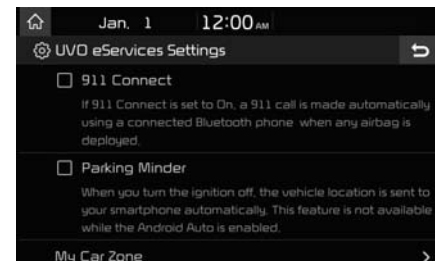 Jan. 1 12:00 AM
UVO eServices Settings
911 Connect
If 911 Connect is set to On, a 911 call is made automatically
using a connected Bluetooth phone when any airbag is
deployed.
Parking Minder
When you turn the ignition off, the vehicle location is sent to
your smartphone automatically. This feature is not available
while the Android Auto is enabled.
My Car Zone